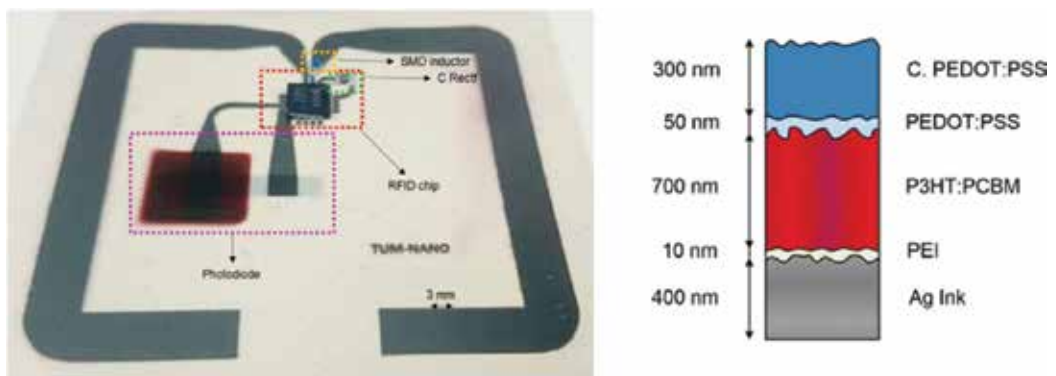 SMD inductor
C Rectf
RFID chip
TUM-NANO
Photodiode
3 mm
300 nm
C. PEDOT:PSS
50 nm
PEDOT:PSS
700 nm
P3HT:PCBM
10 nm
PEI
400 nm
Ag Ink